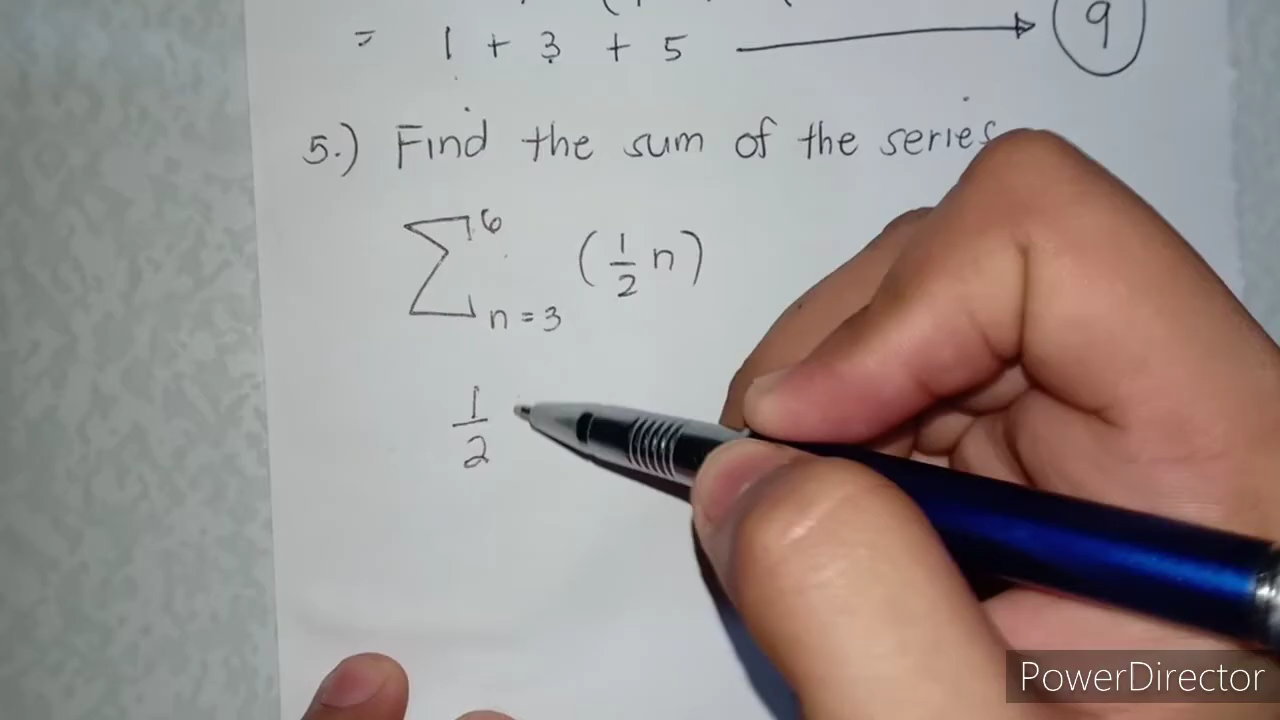 = 1 + 3 + 5 ⟶ 9
5.) Find the sum of the series
∑ 6 n = 3 (1/2 n)
1/2
PowerDirector